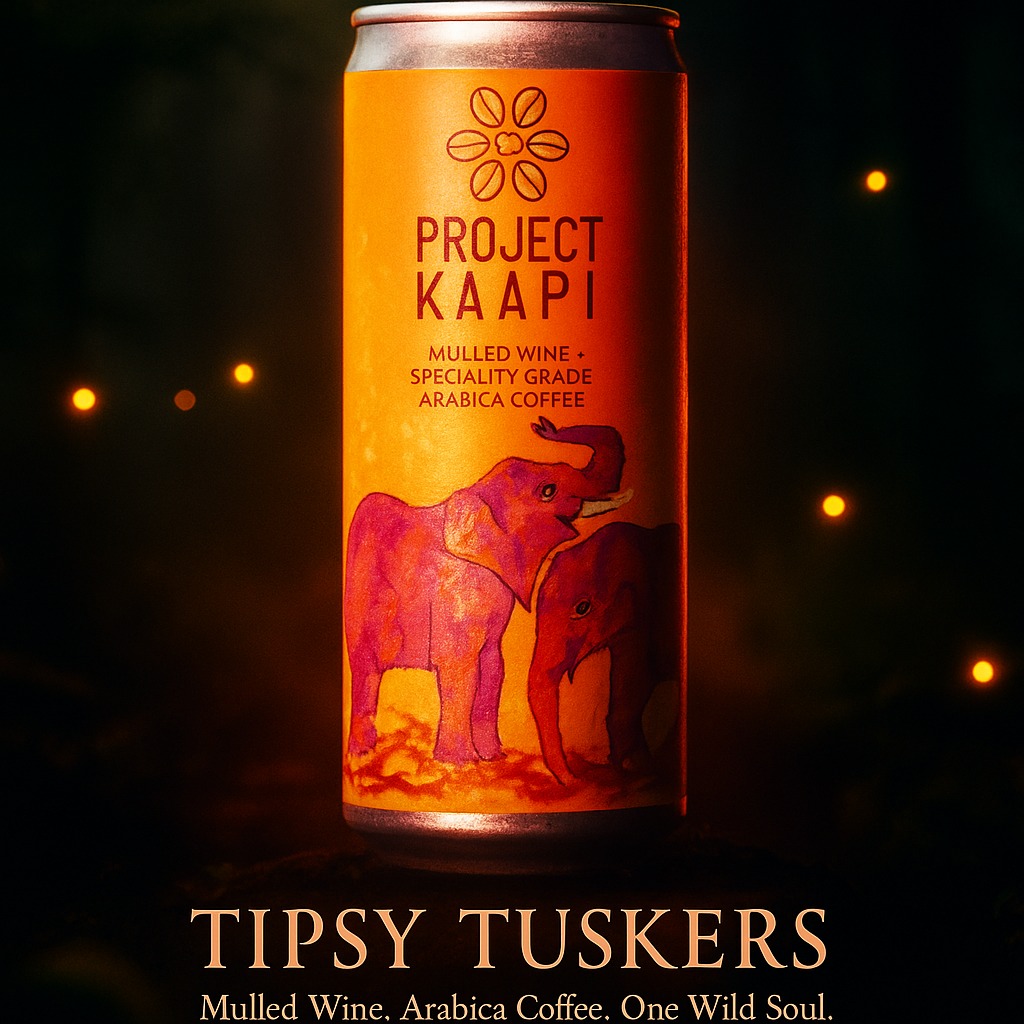 PROJECT
KAAPI
MULLED WINE +
SPECIALITY GRADE
ARABICA COFFEE
TIPSY TUSKERS
Mulled Wine. Arabica Coffee. One Wild Soul.